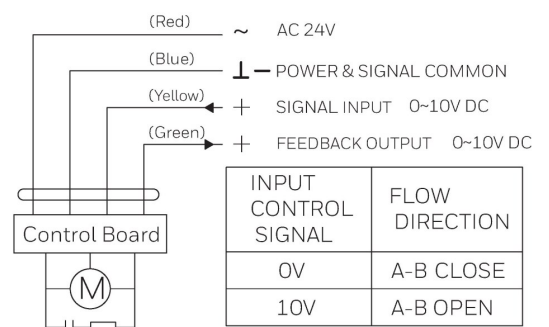 (Red) ~ AC 24V
(Blue) ⊥ – POWER & SIGNAL COMMON
(Yellow) + SIGNAL INPUT 0~10V DC
(Green) + FEEDBACK OUTPUT 0~10V DC
INPUT CONTROL SIGNAL
FLOW DIRECTION
0V A-B CLOSE
10V A-B OPEN
Control Board
M